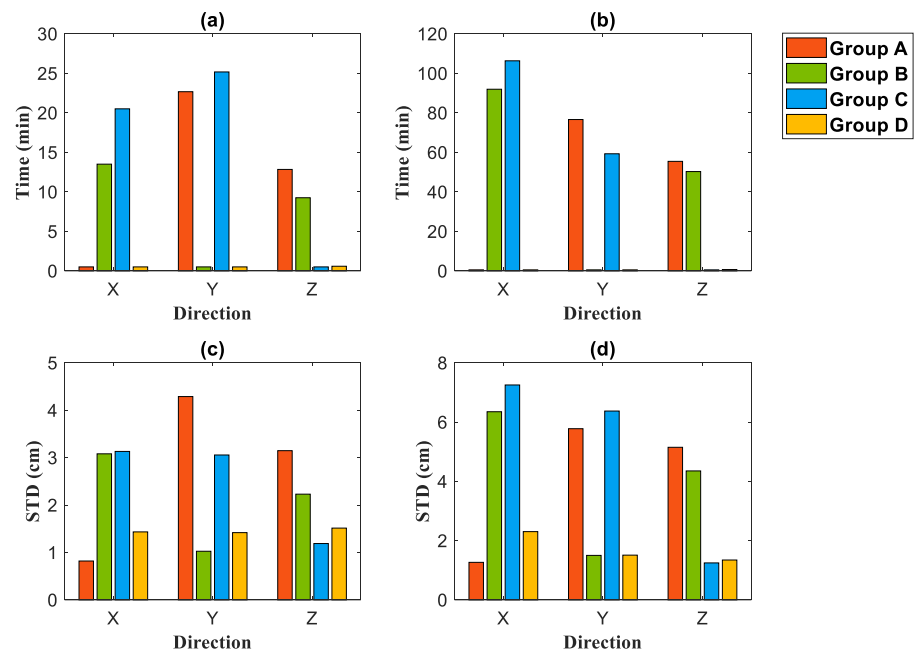 (a)
30
25
20
15
10
5
0
Time (min)
X Y Z
Direction
(b)
120
100
80
60
40
20
0
Time (min)
X Y Z
Direction
Group A
Group B
Group C
Group D
(c)
5
4
3
2
1
0
STD (cm)
X Y Z
Direction
(d)
8
6
4
2
0
STD (cm)
X Y Z
Direction